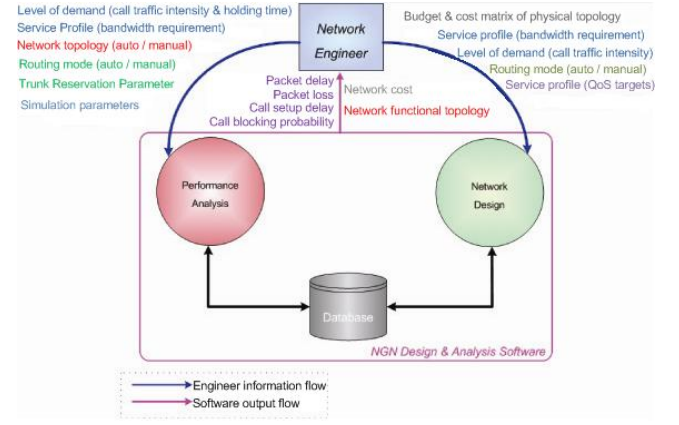 Level of demand (call traffic intensity & holding time)
Service Profile (bandwidth requirement)
Network topology (auto / manual)
Routing mode (auto / manual)
Trunk Reservation Parameter
Simulation parameters
Network
Engineer
Budget & cost matrix of physical topology
Service profile (bandwidth requirement)
Level of demand (call traffic intensity)
Routing mode (auto / manual)
Service profile (QoS targets)
Packet delay
Packet loss
Call setup delay
Call blocking probability
Network cost
Network functional topology
Performance
Analysis
Network
Design
Database
NGN Design & Analysis Software
Engineer information flow
Software output flow